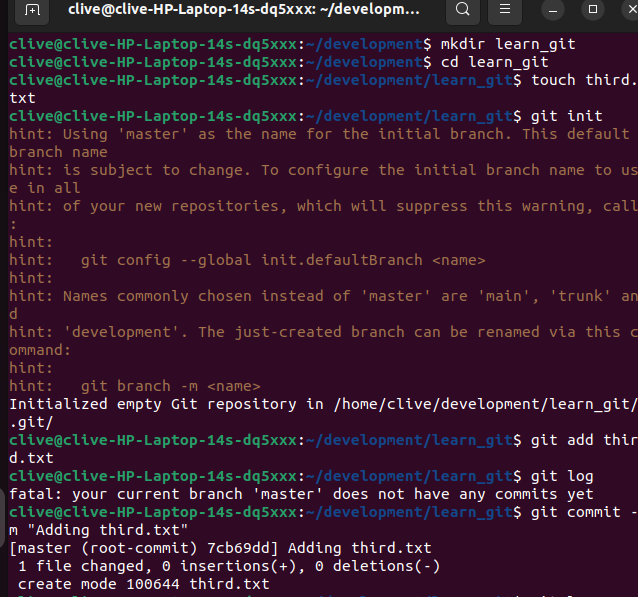 clive@clive-HP-Laptop-14s-dq5xxx: ~/developm...
clive@clive-HP-Laptop-14s-dq5xxx:~/development$ mkdir learn_git
clive@clive-HP-Laptop-14s-dq5xxx:~/development$ cd learn_git
clive@clive-HP-Laptop-14s-dq5xxx:~/development/learn_git$ touch third.
txt
clive@clive-HP-Laptop-14s-dq5xxx:~/development/learn_git$ git init
hint: Using 'master' as the name for the initial branch. This default
branch name
hint: is subject to change. To configure the initial branch name to us
e in all
hint: of your new repositories, which will suppress this warning, call
:
hint:
hint:   git config --global init.defaultBranch <name>
hint:
hint: Names commonly chosen instead of 'master' are 'main', 'trunk' an
d
hint: 'development'. The just-created branch can be renamed via this c
ommand:
hint:
hint:   git branch -m <name>
Initialized empty Git repository in /home/clive/development/learn_git/
.git/
clive@clive-HP-Laptop-14s-dq5xxx:~/development/learn_git$ git add thir
d.txt
clive@clive-HP-Laptop-14s-dq5xxx:~/development/learn_git$ git log
fatal: your current branch 'master' does not have any commits yet
clive@clive-HP-Laptop-14s-dq5xxx:~/development/learn_git$ git commit -
m "Adding third.txt"
[master (root-commit) 7cb69dd] Adding third.txt
 1 file changed, 0 insertions(+), 0 deletions(-)
 create mode 100644 third.txt